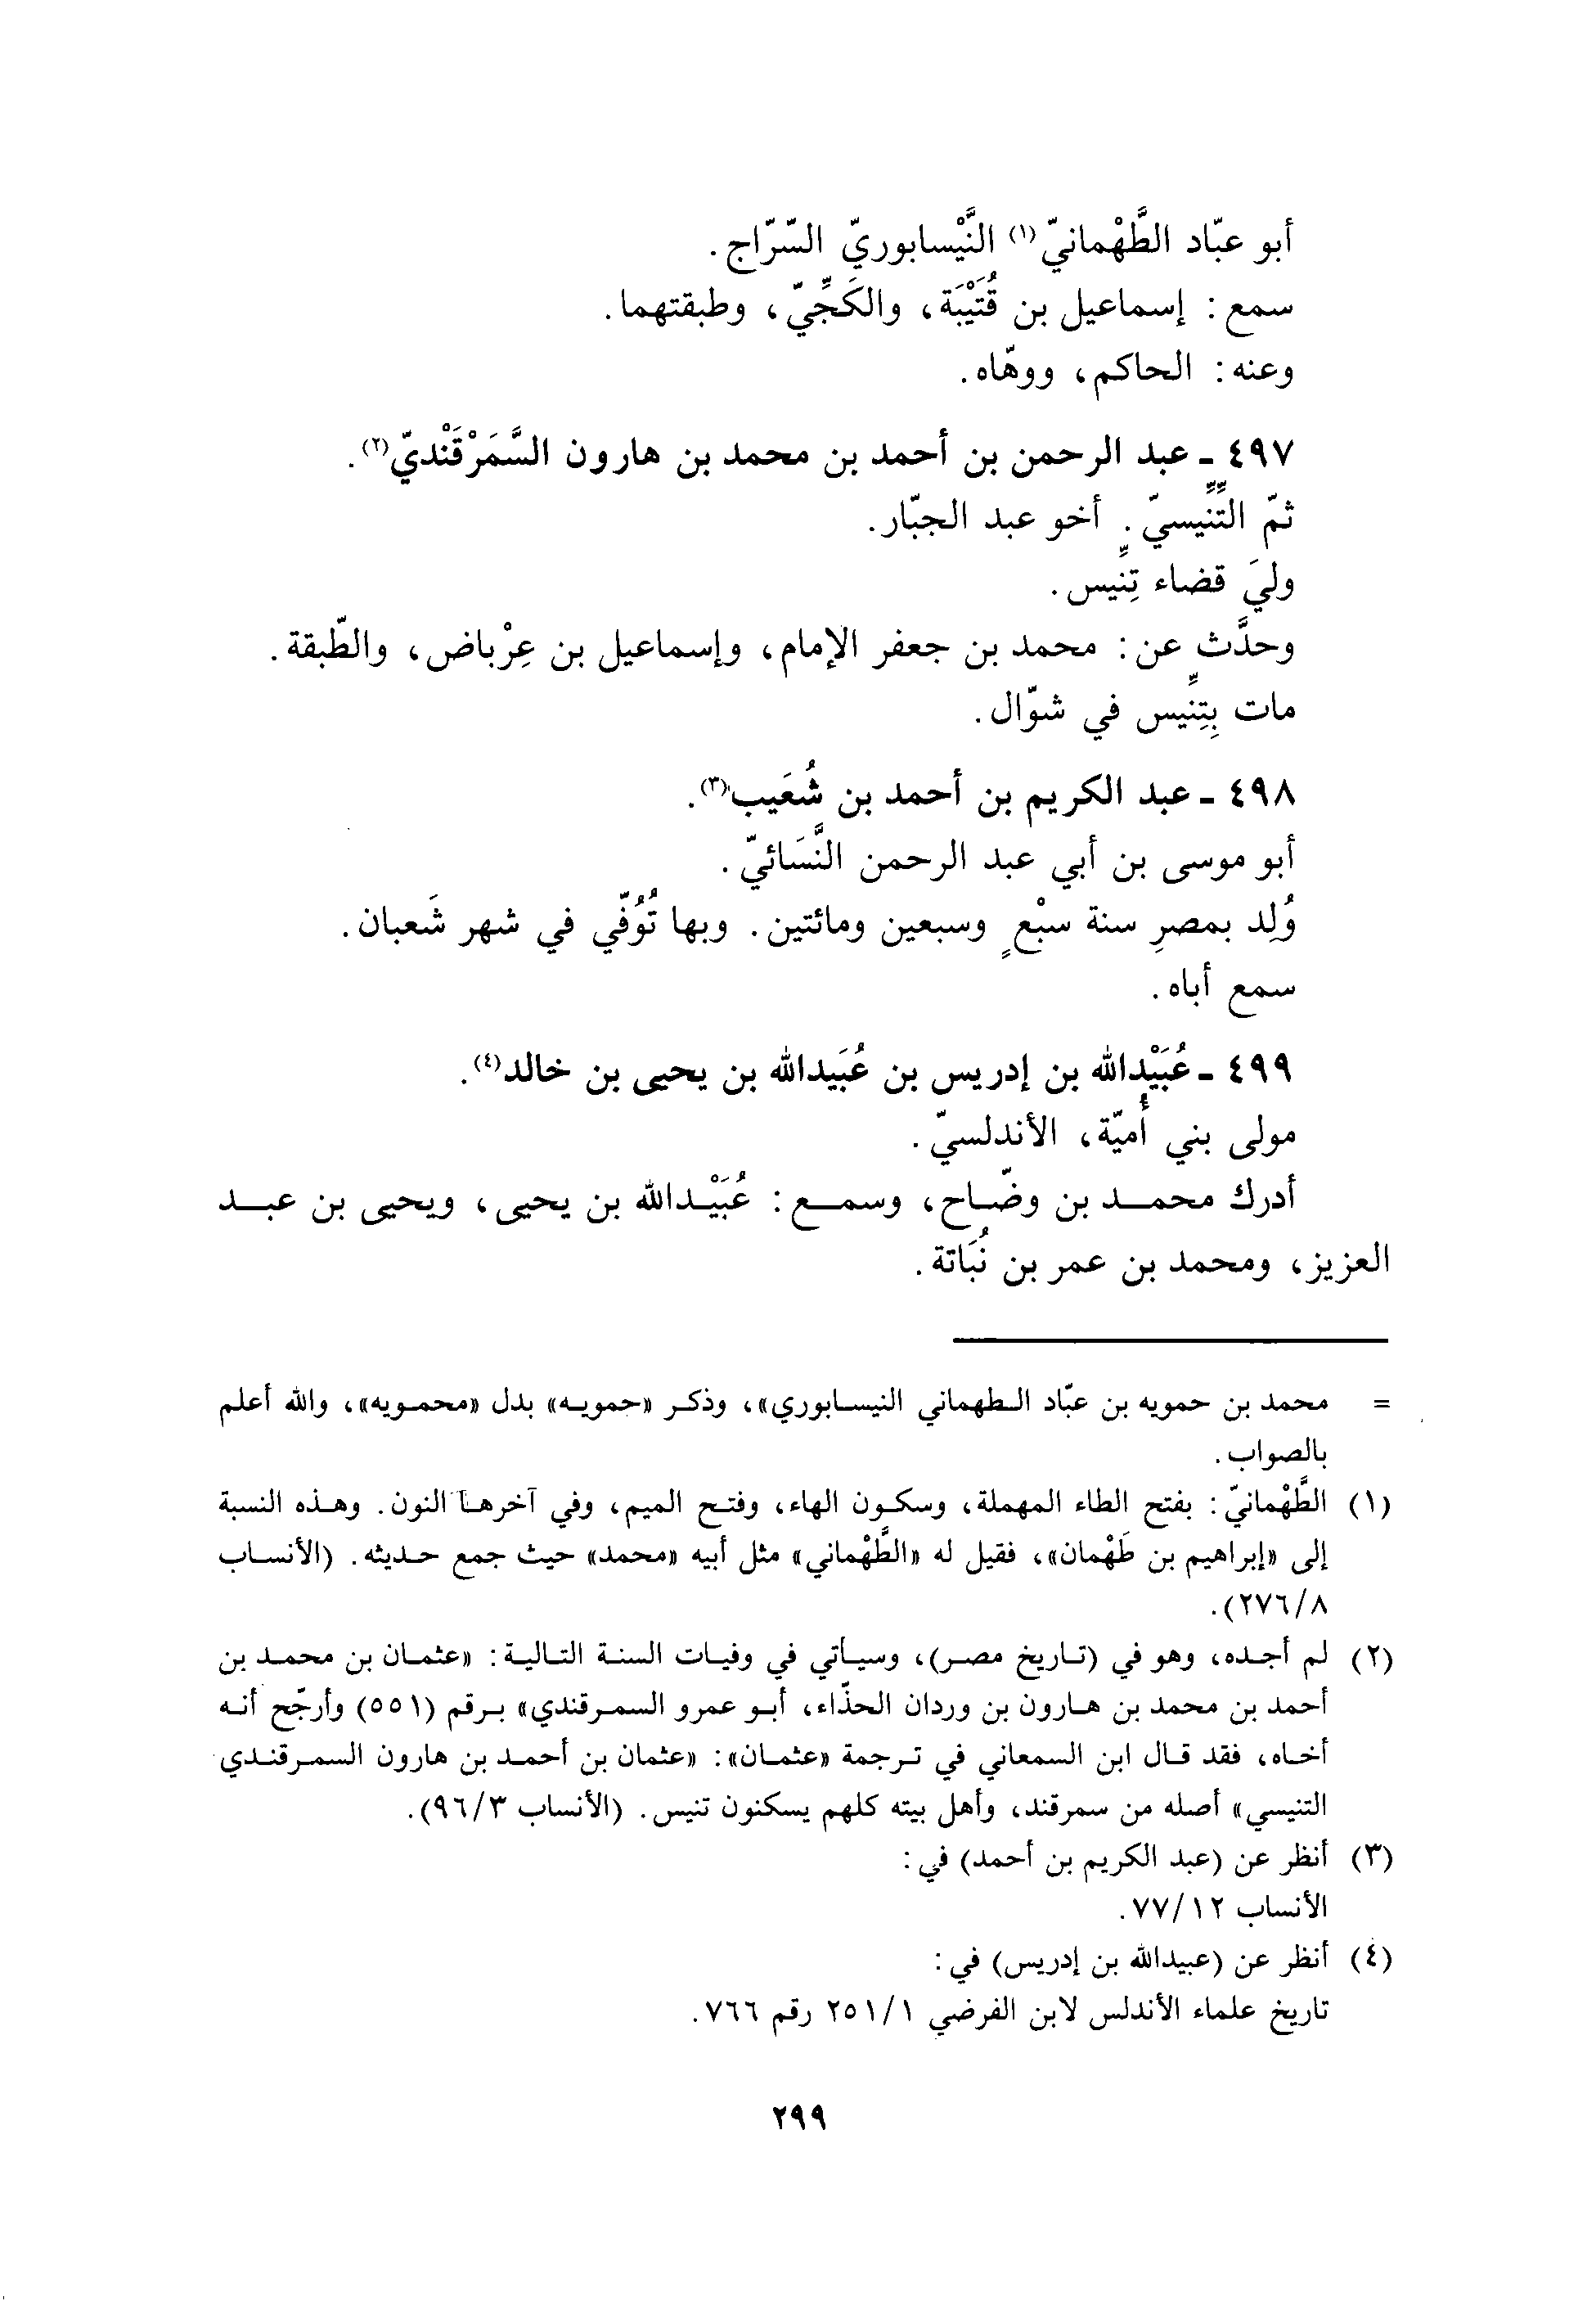 أبو عبّاد الطَّهْمانيّ(١) النَّيْسابوريّ السّرّاج.
سمع: إسماعيل بن قُتَيْبَة، والكَجِّيّ، وطبقتهما.
وعنه: الحاكم، ووهّاه.
٤٩٧ - عبد الرحمن بن أحمد بن محمد بن هارون السَّمَرْقَنْديّ(٢).
ثمّ التِّنِّيسيّ. أخو عبد الجبّار.
وليَ قضاء تِنِّيس.
وحدَّث عن: محمد بن جعفر الإمام، وإسماعيل بن عِرْباض، والطّبقة.
مات بِتِنِّيس في شوّال.
٤٩٨ - عبد الكريم بن أحمد بن شُعَيب(٣).
أبو موسى بن أبي عبد الرحمن النَّسَائيّ.
وُلِد بمصرِ سنة سبْعٍ وسبعين ومائتين. وبها تُوُفّي في شهر شَعبان.
سمع أباه.
٤٩٩ - عُبَيْدالله بن إدريس بن عُبَيدالله بن يحيى بن خالد(٤).
مولى بني أُميّة، الأندلسيّ.
أدرك محمد بن وضّاح، وسمع: عُبَيْدالله بن يحيى، ويحيى بن عبد
العزيز، ومحمد بن عمر بن نُبَاتة.
= محمد بن حمويه بن عبّاد الطهماني النيسابوري»، وذكر «حمويه» بدل «محمويه»، والله أعلم
بالصواب.
(١) الطَّهْمانيّ: بفتح الطاء المهملة، وسكون الهاء، وفتح الميم، وفي آخرها النون. وهذه النسبة
إلى «إبراهيم بن طَهْمان»، فقيل له «الطَّهْماني» مثل أبيه «محمد» حيث جمع حديثه. (الأنساب
٢٧٦/٨).
(٢) لم أجده، وهو في (تاريخ مصر)، وسيأتي في وفيات السنة التالية: «عثمان بن محمد بن
أحمد بن محمد بن هارون بن وردان الحذّاء، أبو عمرو السمرقندي» برقم (٥٥١) وأرجّح أنه
أخاه، فقد قال ابن السمعاني في ترجمة «عثمان»: «عثمان بن أحمد بن هارون السمرقندي
التنيسي» أصله من سمرقند، وأهل بيته كلهم يسكنون تنيس. (الأنساب ٩٦/٣).
(٣) أنظر عن (عبد الكريم بن أحمد) في:
الأنساب ٧٧/١٢.
(٤) أنظر عن (عبيدالله بن إدريس) في:
تاريخ علماء الأندلس لابن الفرضي ٢٥١/١ رقم ٧٦٦.
٢٩٩